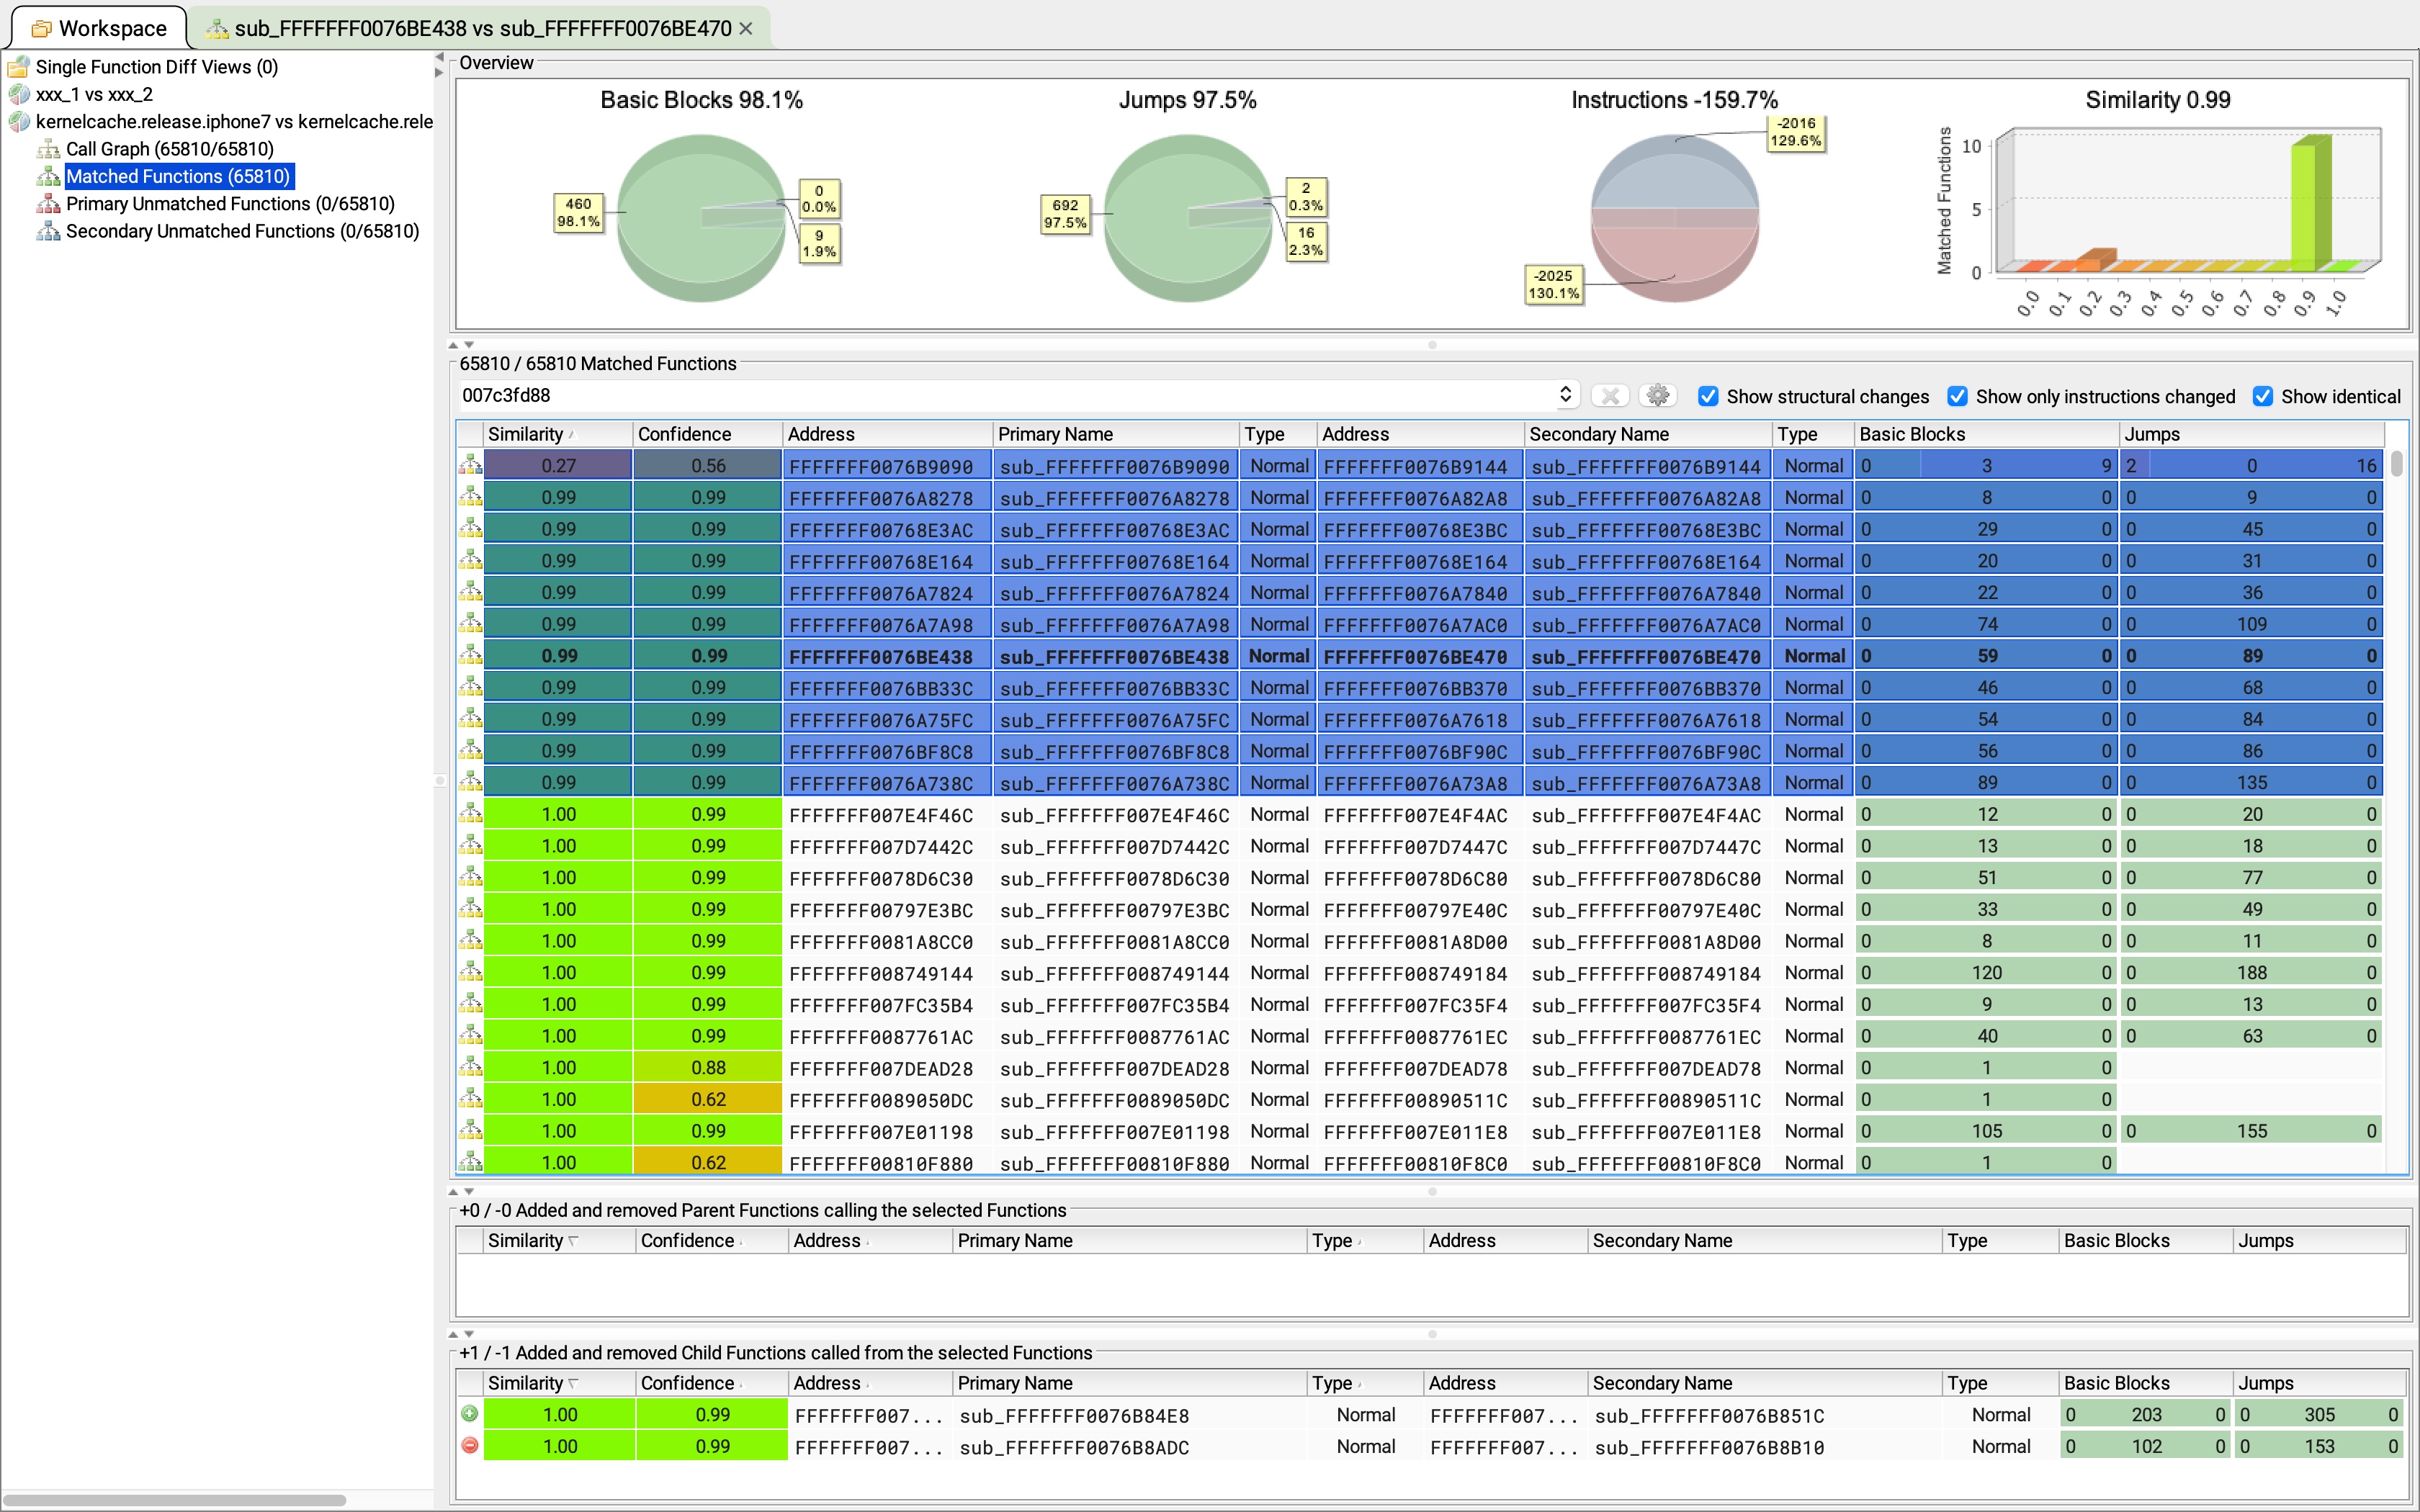 Workspace
sub_FFFFFFF0076BE438 vs sub_FFFFFFF0076BE470
Single Function Diff Views (0)
xxx_1 vs xxx_2
kernelcache.release.iphone7 vs kernelcache.rele
Call Graph (65810/65810)
Matched Functions (65810)
Primary Unmatched Functions (0/65810)
Secondary Unmatched Functions (0/65810)
Overview
Basic Blocks 98.1%
460
98.1%
0
0.0%
9
1.9%
Jumps 97.5%
692
97.5%
2
0.3%
16
2.3%
Instructions -159.7%
-2016
129.6%
-2025
130.1%
Similarity 0.99
Matched Functions
10
5
0
0.0 0.1 0.2 0.3 0.4 0.5 0.6 0.7 0.8 0.9 1.0
65810 / 65810 Matched Functions
007c3fd88 Show structural changes Show only instructions changed Show identical
Similarity Confidence Address Primary Name Type Address Secondary Name Type Basic Blocks Jumps
0.27 0.56 FFFFFFF0076B9090 sub_FFFFFFF0076B9090 Normal FFFFFFF0076B9144 sub_FFFFFFF0076B9144 Normal 0 3 9 2 0 16
0.99 0.99 FFFFFFF0076A8278 sub_FFFFFFF0076A8278 Normal FFFFFFF0076A82A8 sub_FFFFFFF0076A82A8 Normal 0 8 0 0 9 0
0.99 0.99 FFFFFFF00768E3AC sub_FFFFFFF00768E3AC Normal FFFFFFF00768E3BC sub_FFFFFFF00768E3BC Normal 0 29 0 0 45 0
0.99 0.99 FFFFFFF00768E164 sub_FFFFFFF00768E164 Normal FFFFFFF00768E164 sub_FFFFFFF00768E164 Normal 0 20 0 0 31 0
0.99 0.99 FFFFFFF0076A7824 sub_FFFFFFF0076A7824 Normal FFFFFFF0076A7840 sub_FFFFFFF0076A7840 Normal 0 22 0 0 36 0
0.99 0.99 FFFFFFF0076A7A98 sub_FFFFFFF0076A7A98 Normal FFFFFFF0076A7AC0 sub_FFFFFFF0076A7AC0 Normal 0 74 0 0 109 0
0.99 0.99 FFFFFFF0076BE438 sub_FFFFFFF0076BE438 Normal FFFFFFF0076BE470 sub_FFFFFFF0076BE470 Normal 0 59 0 0 89 0
0.99 0.99 FFFFFFF0076BB33C sub_FFFFFFF0076BB33C Normal FFFFFFF0076BB370 sub_FFFFFFF0076BB370 Normal 0 46 0 0 68 0
0.99 0.99 FFFFFFF0076A75FC sub_FFFFFFF0076A75FC Normal FFFFFFF0076A7618 sub_FFFFFFF0076A7618 Normal 0 54 0 0 84 0
0.99 0.99 FFFFFFF0076BF8C8 sub_FFFFFFF0076BF8C8 Normal FFFFFFF0076BF90C sub_FFFFFFF0076BF90C Normal 0 56 0 0 86 0
0.99 0.99 FFFFFFF0076A738C sub_FFFFFFF0076A738C Normal FFFFFFF0076A73A8 sub_FFFFFFF0076A73A8 Normal 0 89 0 0 135 0
1.00 0.99 FFFFFFF007E4F46C sub_FFFFFFF007E4F46C Normal FFFFFFF007E4F4AC sub_FFFFFFF007E4F4AC Normal 0 12 0 0 20 0
1.00 0.99 FFFFFFF007D7442C sub_FFFFFFF007D7442C Normal FFFFFFF007D7447C sub_FFFFFFF007D7447C Normal 0 13 0 0 18 0
1.00 0.99 FFFFFFF0078D6C30 sub_FFFFFFF0078D6C30 Normal FFFFFFF0078D6C80 sub_FFFFFFF0078D6C80 Normal 0 51 0 0 77 0
1.00 0.99 FFFFFFF00797E3BC sub_FFFFFFF00797E3BC Normal FFFFFFF00797E40C sub_FFFFFFF00797E40C Normal 0 33 0 0 49 0
1.00 0.99 FFFFFFF0081A8CC0 sub_FFFFFFF0081A8CC0 Normal FFFFFFF0081A8D00 sub_FFFFFFF0081A8D00 Normal 0 8 0 0 11 0
1.00 0.99 FFFFFFF008749144 sub_FFFFFFF008749144 Normal FFFFFFF008749184 sub_FFFFFFF008749184 Normal 0 120 0 0 188 0
1.00 0.99 FFFFFFF007FC35B4 sub_FFFFFFF007FC35B4 Normal FFFFFFF007FC35F4 sub_FFFFFFF007FC35F4 Normal 0 9 0 0 13 0
1.00 0.99 FFFFFFF0087761AC sub_FFFFFFF0087761AC Normal FFFFFFF0087761EC sub_FFFFFFF0087761EC Normal 0 40 0 0 63 0
1.00 0.88 FFFFFFF007DEAD28 sub_FFFFFFF007DEAD28 Normal FFFFFFF007DEAD78 sub_FFFFFFF007DEAD78 Normal 0 1 0
1.00 0.62 FFFFFFF0089050DC sub_FFFFFFF0089050DC Normal FFFFFFF00890511C sub_FFFFFFF00890511C Normal 0 1 0
1.00 0.99 FFFFFFF007E01198 sub_FFFFFFF007E01198 Normal FFFFFFF007E011E8 sub_FFFFFFF007E011E8 Normal 0 105 0 0 155 0
1.00 0.62 FFFFFFF00810F880 sub_FFFFFFF00810F880 Normal FFFFFFF00810F8C0 sub_FFFFFFF00810F8C0 Normal 0 1 0
+0 / -0 Added and removed Parent Functions calling the selected Functions
Similarity Confidence Address Primary Name Type Address Secondary Name Type Basic Blocks Jumps
+1 / -1 Added and removed Child Functions called from the selected Functions
Similarity Confidence Address Primary Name Type Address Secondary Name Type Basic Blocks Jumps
1.00 0.99 FFFFFFF007... sub_FFFFFFF0076B84E8 Normal FFFFFFF007... sub_FFFFFFF0076B851C Normal 0 203 0 0 305 0
1.00 0.99 FFFFFFF007... sub_FFFFFFF0076B8ADC Normal FFFFFFF007... sub_FFFFFFF0076B8B10 Normal 0 102 0 0 153 0